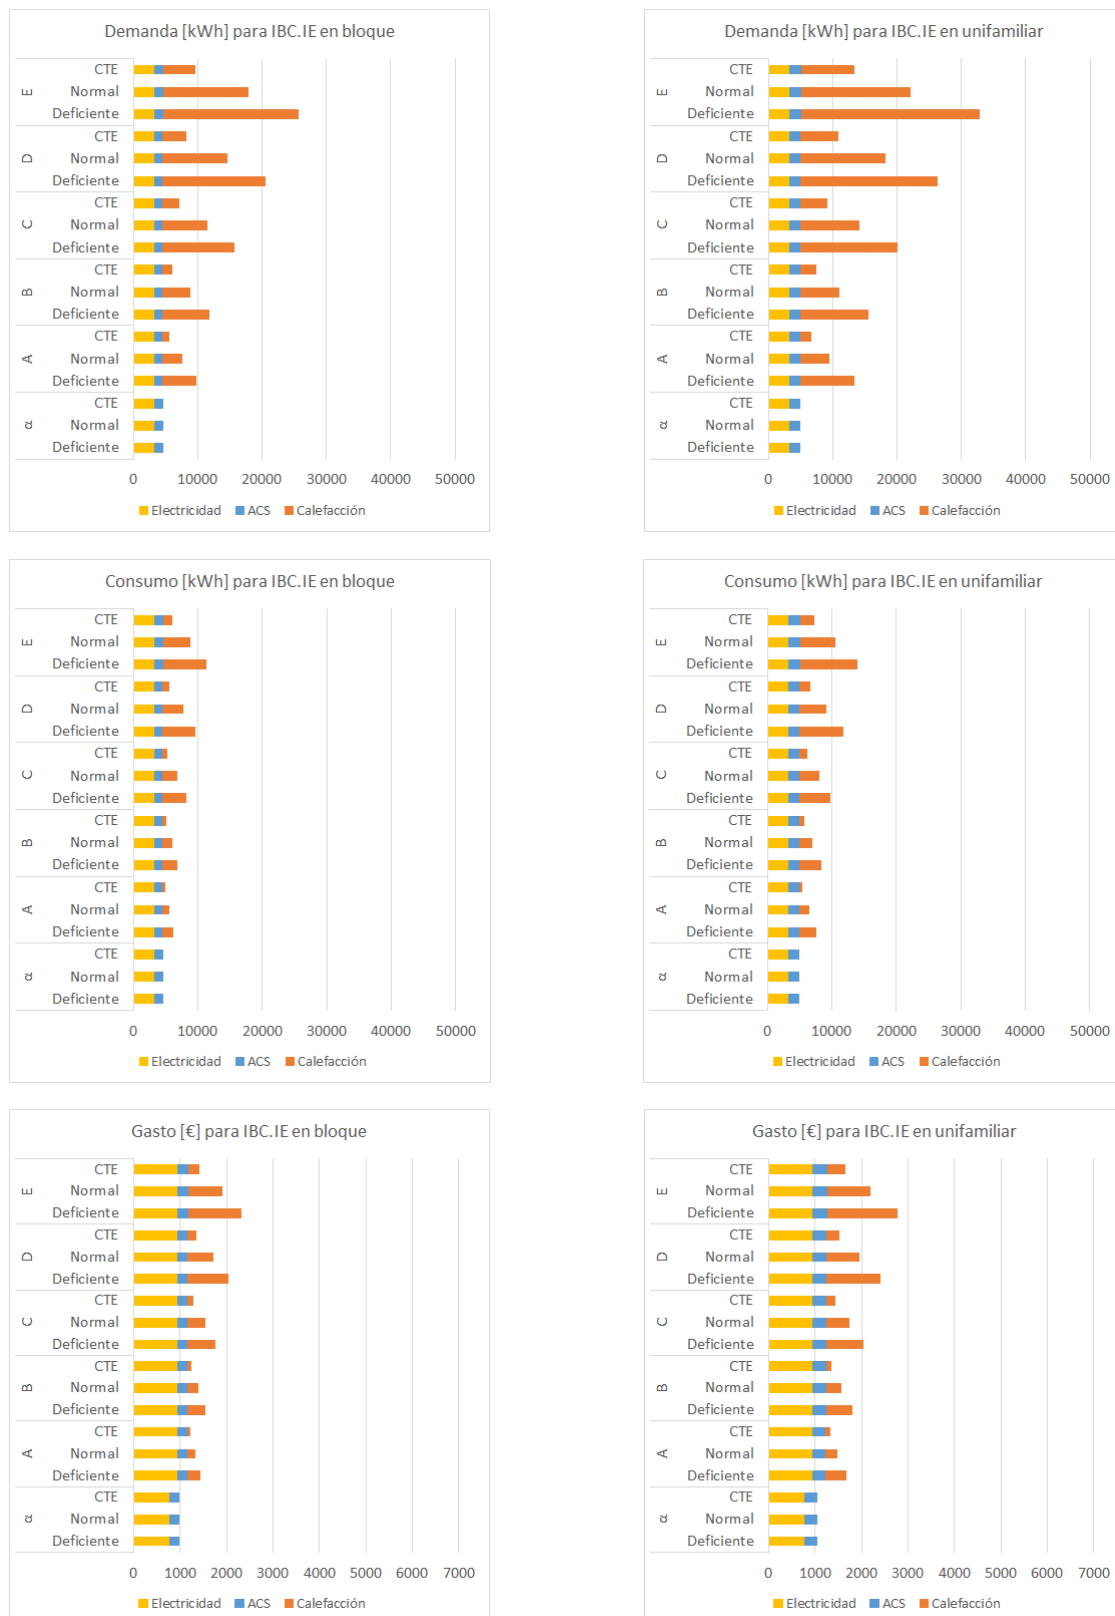 Demanda [kWh] para IBC.IE en bloque
CTE
E Normal
Deficiente
CTE
D Normal
Deficiente
CTE
C Normal
Deficiente
CTE
B Normal
Deficiente
CTE
A Normal
Deficiente
CTE
α Normal
Deficiente
0 10000 20000 30000 40000 50000
Electricidad ACS Calefacción
Demanda [kWh] para IBC.IE en unifamiliar
CTE
E Normal
Deficiente
CTE
D Normal
Deficiente
CTE
C Normal
Deficiente
CTE
B Normal
Deficiente
CTE
A Normal
Deficiente
CTE
α Normal
Deficiente
0 10000 20000 30000 40000 50000
Electricidad ACS Calefacción
Consumo [kWh] para IBC.IE en bloque
CTE
E Normal
Deficiente
CTE
D Normal
Deficiente
CTE
C Normal
Deficiente
CTE
B Normal
Deficiente
CTE
A Normal
Deficiente
CTE
α Normal
Deficiente
0 10000 20000 30000 40000 50000
Electricidad ACS Calefacción
Consumo [kWh] para IBC.IE en unifamiliar
CTE
E Normal
Deficiente
CTE
D Normal
Deficiente
CTE
C Normal
Deficiente
CTE
B Normal
Deficiente
CTE
A Normal
Deficiente
CTE
α Normal
Deficiente
0 10000 20000 30000 40000 50000
Electricidad ACS Calefacción
Gasto [€] para IBC.IE en bloque
CTE
E Normal
Deficiente
CTE
D Normal
Deficiente
CTE
C Normal
Deficiente
CTE
B Normal
Deficiente
CTE
A Normal
Deficiente
CTE
α Normal
Deficiente
0 1000 2000 3000 4000 5000 6000 7000
Electricidad ACS Calefacción
Gasto [€] para IBC.IE en unifamiliar
CTE
E Normal
Deficiente
CTE
D Normal
Deficiente
CTE
C Normal
Deficiente
CTE
B Normal
Deficiente
CTE
A Normal
Deficiente
CTE
α Normal
Deficiente
0 1000 2000 3000 4000 5000 6000 7000
Electricidad ACS Calefacción